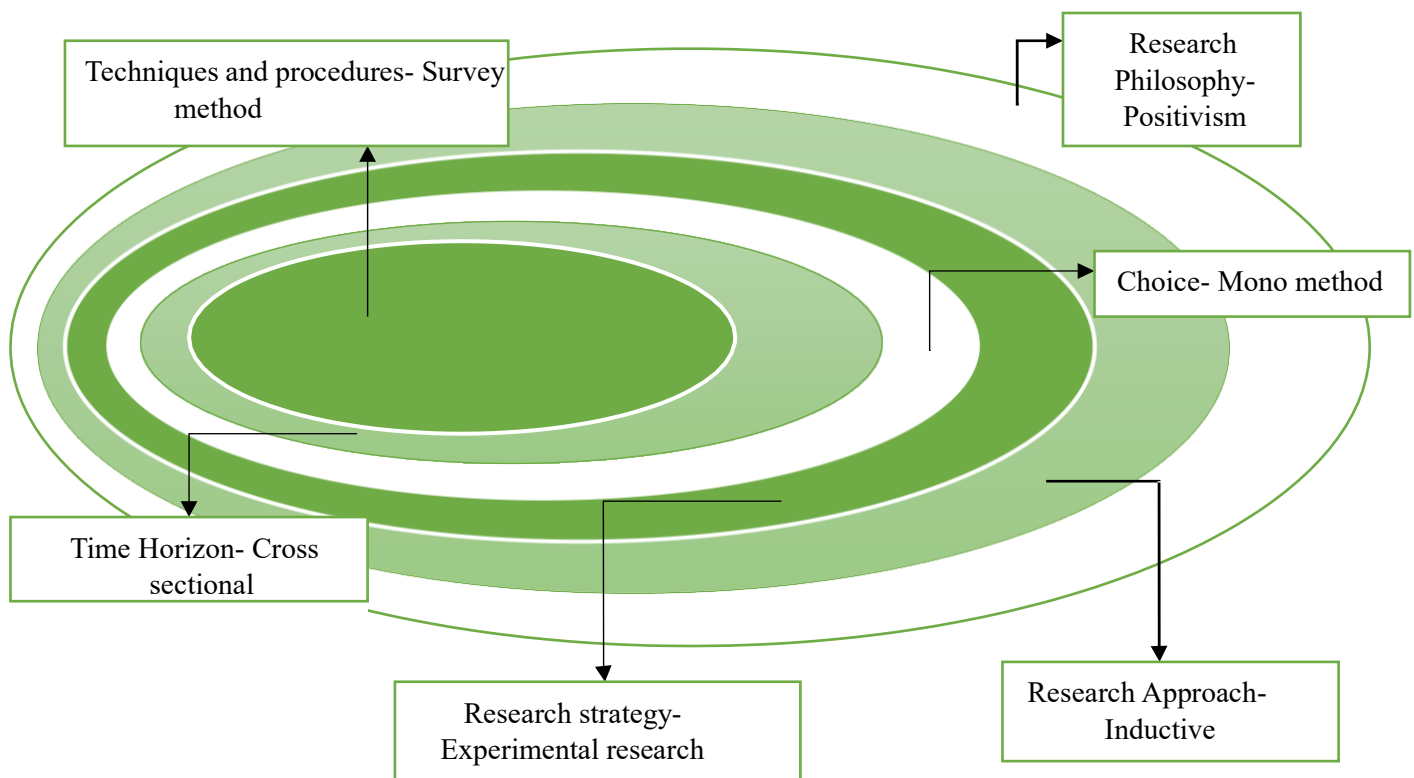 Techniques and procedures- Survey
method
Research
Philosophy-
Positivism
Choice- Mono method
Time Horizon- Cross
sectional
Research strategy-
Experimental research
Research Approach-
Inductive